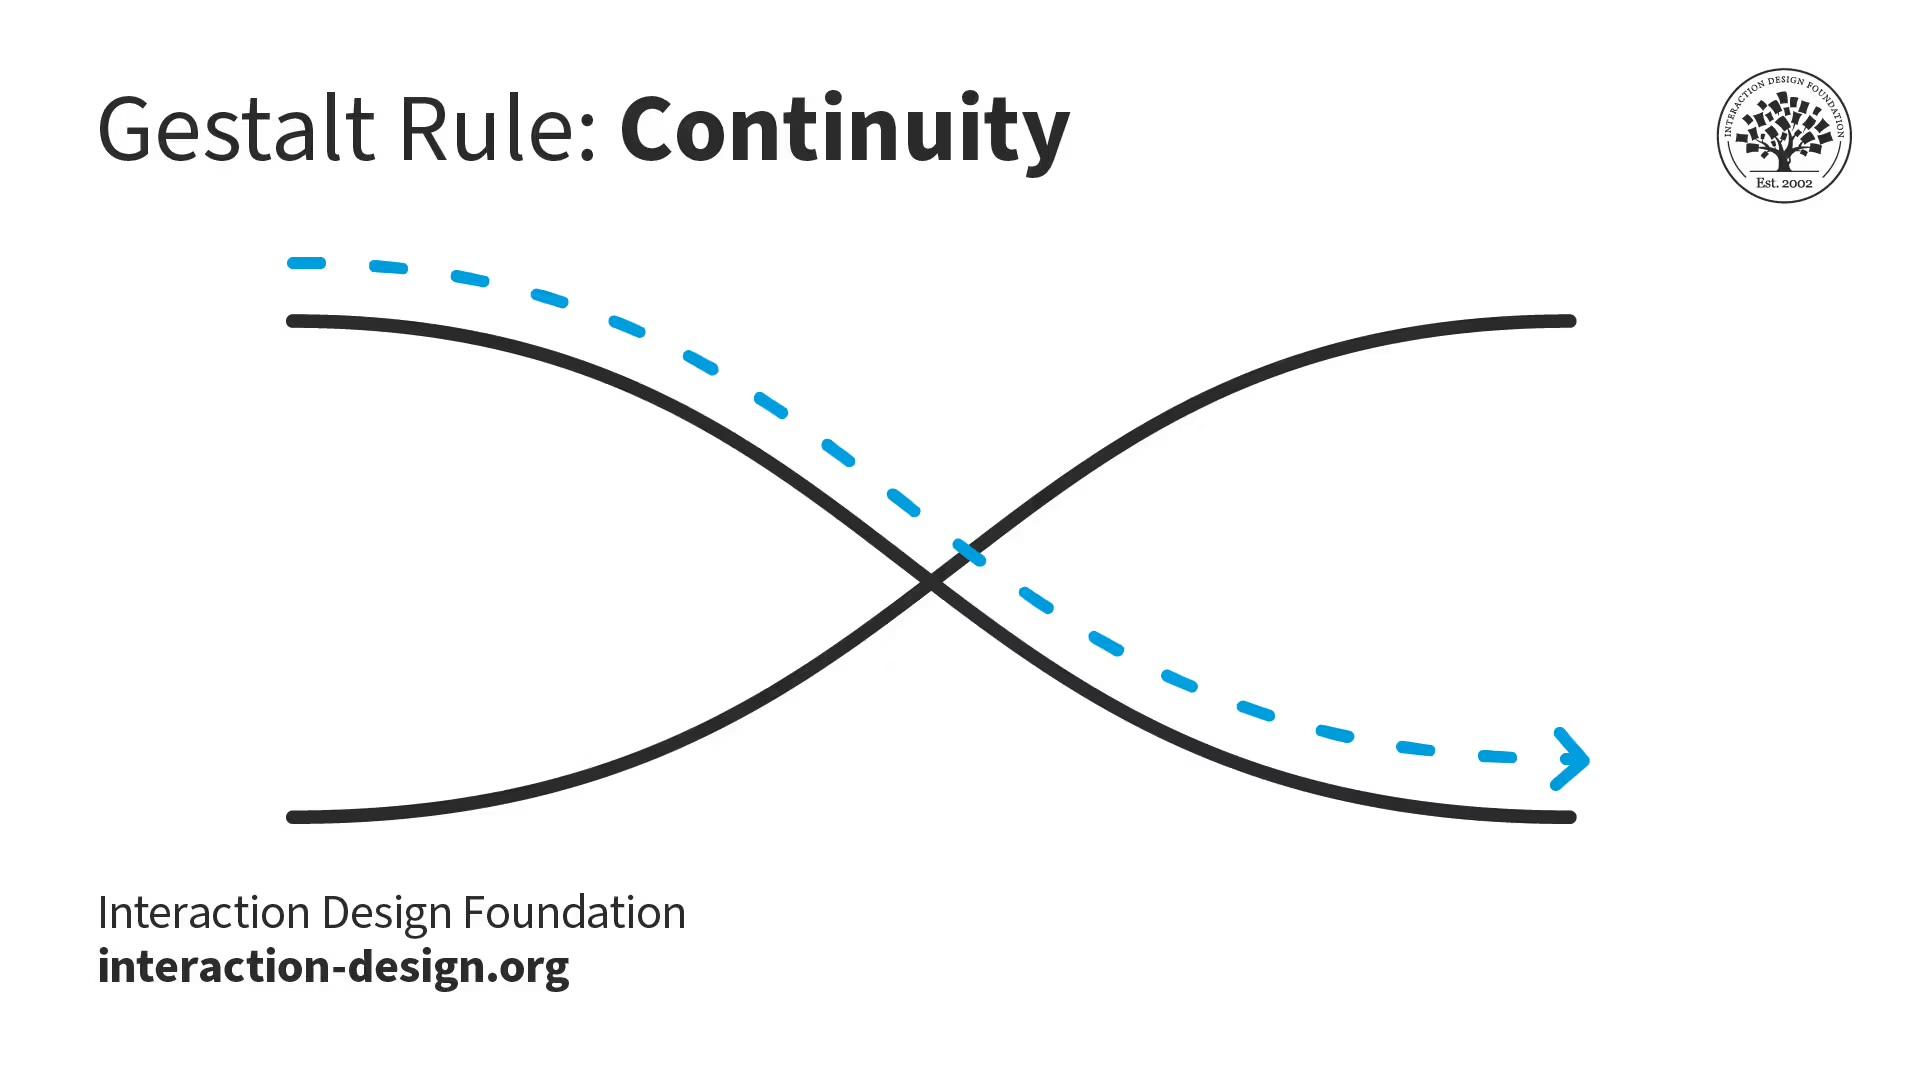 Gestalt Rule: Continuity
INTERACTION DESIGN FOUNDATION
Est. 2002
Interaction Design Foundation
interaction-design.org